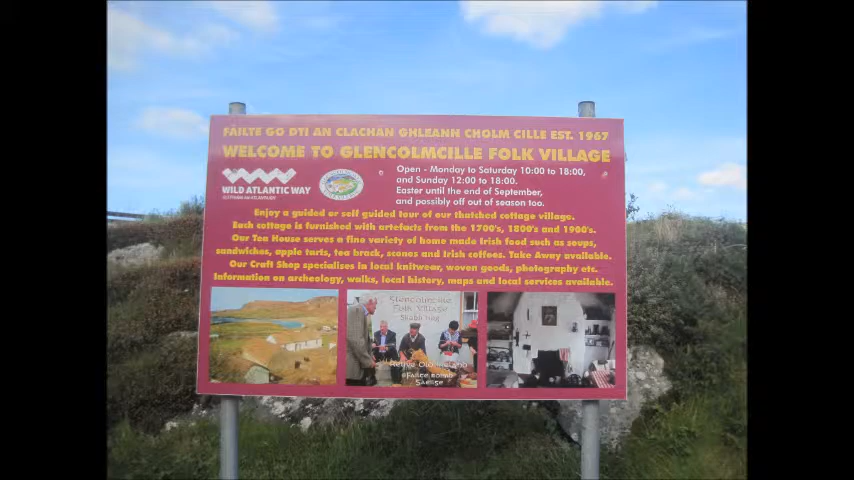 FÁILTE GO DTI AN CLACHAN GHLEANN CHOLM CILLE EST. 1967
WELCOME TO GLENCOLMCILLE FOLK VILLAGE
WILD ATLANTIC WAY
Open - Monday to Saturday 10:00 to 18:00,
and Sunday 12:00 to 18:00.
Easter until the end of September,
and possibly off out of season too.
Enjoy a guided or self guided tour of our thatched cottage village.
Each cottage is furnished with artefacts from the 1700's, 1800's and 1900's.
Our Tea House serves a fine variety of home made Irish food such as soups,
sandwiches, apple tarts, tea brack, scones and Irish coffees. Take Away available.
Our Craft Shop specialises in local knitwear, woven goods, photography etc.
Information on archeology, walks, local history, maps and local services available.
Folk Village